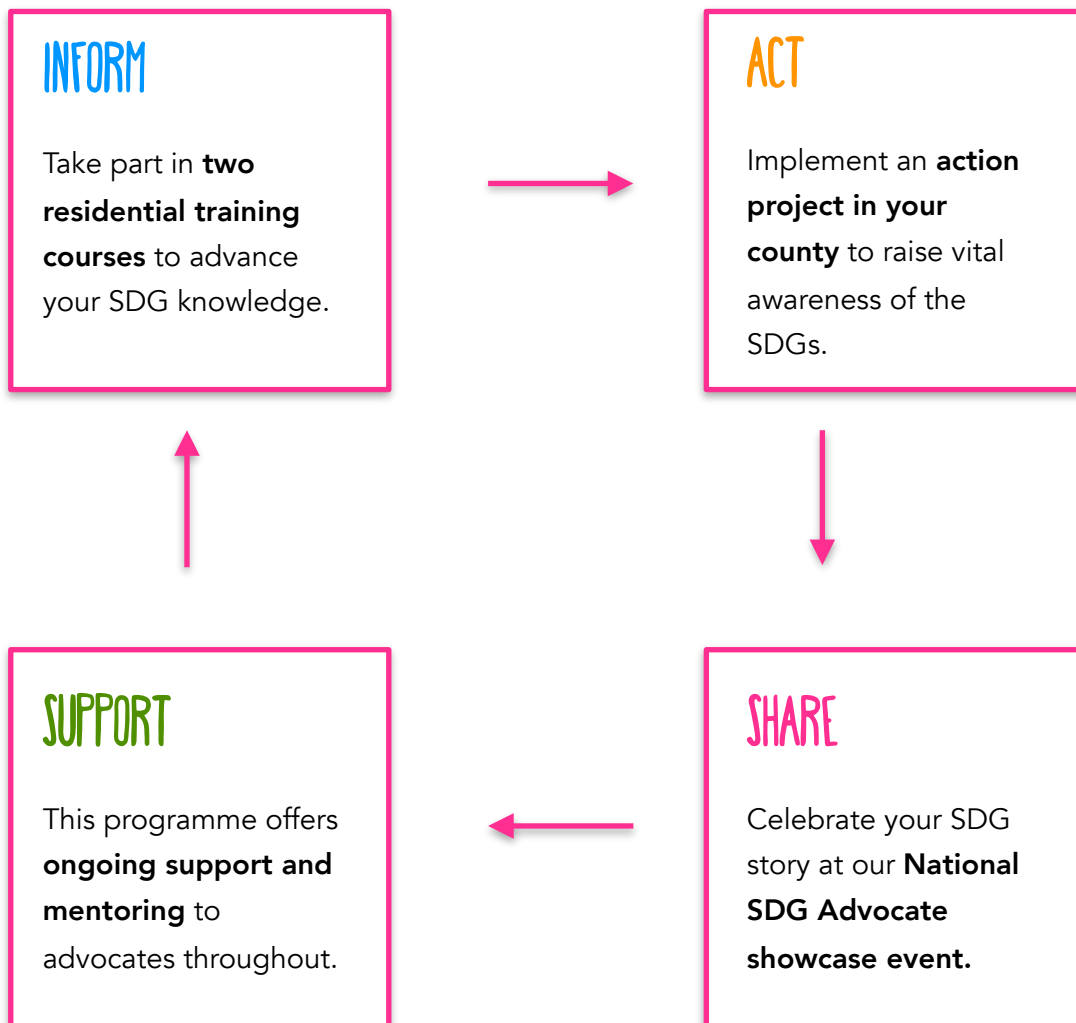 INFORM
Take part in two
residential training
courses to advance
your SDG knowledge.
ACT
Implement an action
project in your
county to raise vital
awareness of the
SDGs.
SUPPORT
This programme offers
ongoing support and
mentoring to
advocates throughout.
SHARE
Celebrate your SDG
story at our National
SDG Advocate
showcase event.